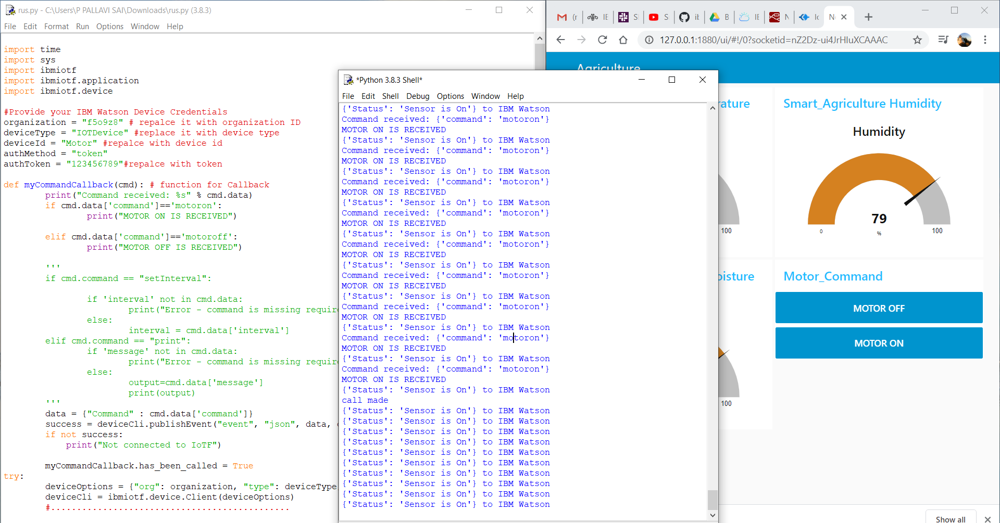 rus.py - C:\Users\P PALLAVI SAI\Downloads\rus.py (3.8.3)
File Edit Format Run Options Window Help
import time
import sys
import ibmiotf
import ibmiotf.application
import ibmiotf.device
#Provide your IBM Watson Device Credentials
organization = "f5o9z8" # repalce it with organization ID
deviceType = "IOTDevice" #replace it with device type
deviceId = "Motor" #repalce with device id
authMethod = "token"
authToken = "123456789"#repalce with token
def myCommandCallback(cmd): # function for Callback
print("Command received: %s" % cmd.data)
if cmd.data['command']=='motoron':
print("MOTOR ON IS RECEIVED")
elif cmd.data['command']=='motoroff':
print("MOTOR OFF IS RECEIVED")
'''
if cmd.command == "setInterval":
if 'interval' not in cmd.data:
print("Error - command is missing requir
else:
interval = cmd.data['interval']
elif cmd.command == "print":
if 'message' not in cmd.data:
print("Error - command is missing requir
else:
output=cmd.data['message']
print(output)
'''
data = {"Command" : cmd.data['command']}
success = deviceCli.publishEvent("event", "json", data,
if not success:
print("Not connected to IoTF")
myCommandCallback.has_been_called = True
try:
deviceOptions = {"org": organization, "type": deviceType
deviceCli = ibmiotf.device.Client(deviceOptions)
#..............................................
*Python 3.8.3 Shell*
File Edit Shell Debug Options Window Help
{'Status': 'Sensor is On'} to IBM Watson
Command received: {'command': 'motoron'}
MOTOR ON IS RECEIVED
{'Status': 'Sensor is On'} to IBM Watson
Command received: {'command': 'motoron'}
MOTOR ON IS RECEIVED
{'Status': 'Sensor is On'} to IBM Watson
Command received: {'command': 'motoron'}
MOTOR ON IS RECEIVED
{'Status': 'Sensor is On'} to IBM Watson
Command received: {'command': 'motoron'}
MOTOR ON IS RECEIVED
{'Status': 'Sensor is On'} to IBM Watson
Command received: {'command': 'motoron'}
MOTOR ON IS RECEIVED
{'Status': 'Sensor is On'} to IBM Watson
Command received: {'command': 'motoron'}
MOTOR ON IS RECEIVED
{'Status': 'Sensor is On'} to IBM Watson
Command received: {'command': 'motoron'}
MOTOR ON IS RECEIVED
{'Status': 'Sensor is On'} to IBM Watson
Command received: {'command': 'motoron'}
MOTOR ON IS RECEIVED
{'Status': 'Sensor is On'} to IBM Watson
Command received: {'command': 'motoron'}
MOTOR ON IS RECEIVED
{'Status': 'Sensor is On'} to IBM Watson
call made
{'Status': 'Sensor is On'} to IBM Watson
{'Status': 'Sensor is On'} to IBM Watson
{'Status': 'Sensor is On'} to IBM Watson
{'Status': 'Sensor is On'} to IBM Watson
{'Status': 'Sensor is On'} to IBM Watson
{'Status': 'Sensor is On'} to IBM Watson
{'Status': 'Sensor is On'} to IBM Watson
{'Status': 'Sensor is On'} to IBM Watson
{'Status': 'Sensor is On'} to IBM Watson
{'Status': 'Sensor is On'} to IBM Watson
127.0.0.1:1880/ui/#!/0?socketid=nZ2Dz-ui4JrHIuXCAAAC
Agriculture
rature
Smart_Agriculture Humidity
Humidity
79
%
0
100
100
oisture
Motor_Command
MOTOR OFF
MOTOR ON
100
Show all